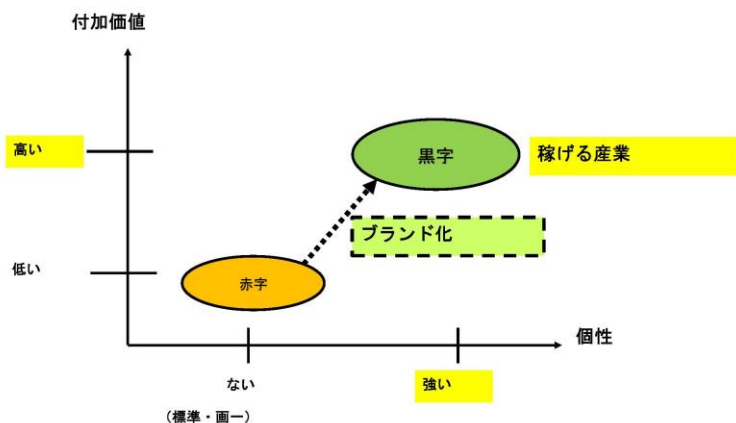 付加価値
高い
黒字
稼げる産業
ブランド化
低い
赤字
個性
ない
強い
（標準・画一）